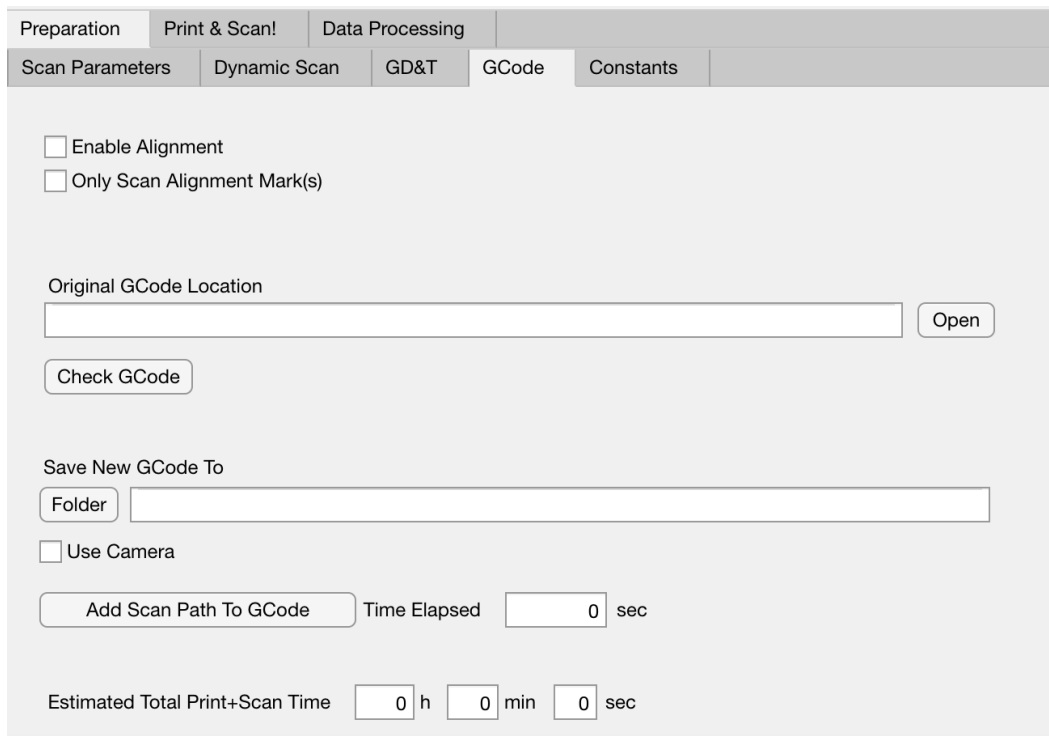 Preparation Print & Scan! Data Processing
Scan Parameters Dynamic Scan GD&T GCode Constants
Enable Alignment
Only Scan Alignment Mark(s)
Original GCode Location
Open
Check GCode
Save New GCode To
Folder
Use Camera
Add Scan Path To GCode Time Elapsed 0 sec
Estimated Total Print+Scan Time 0 h 0 min 0 sec